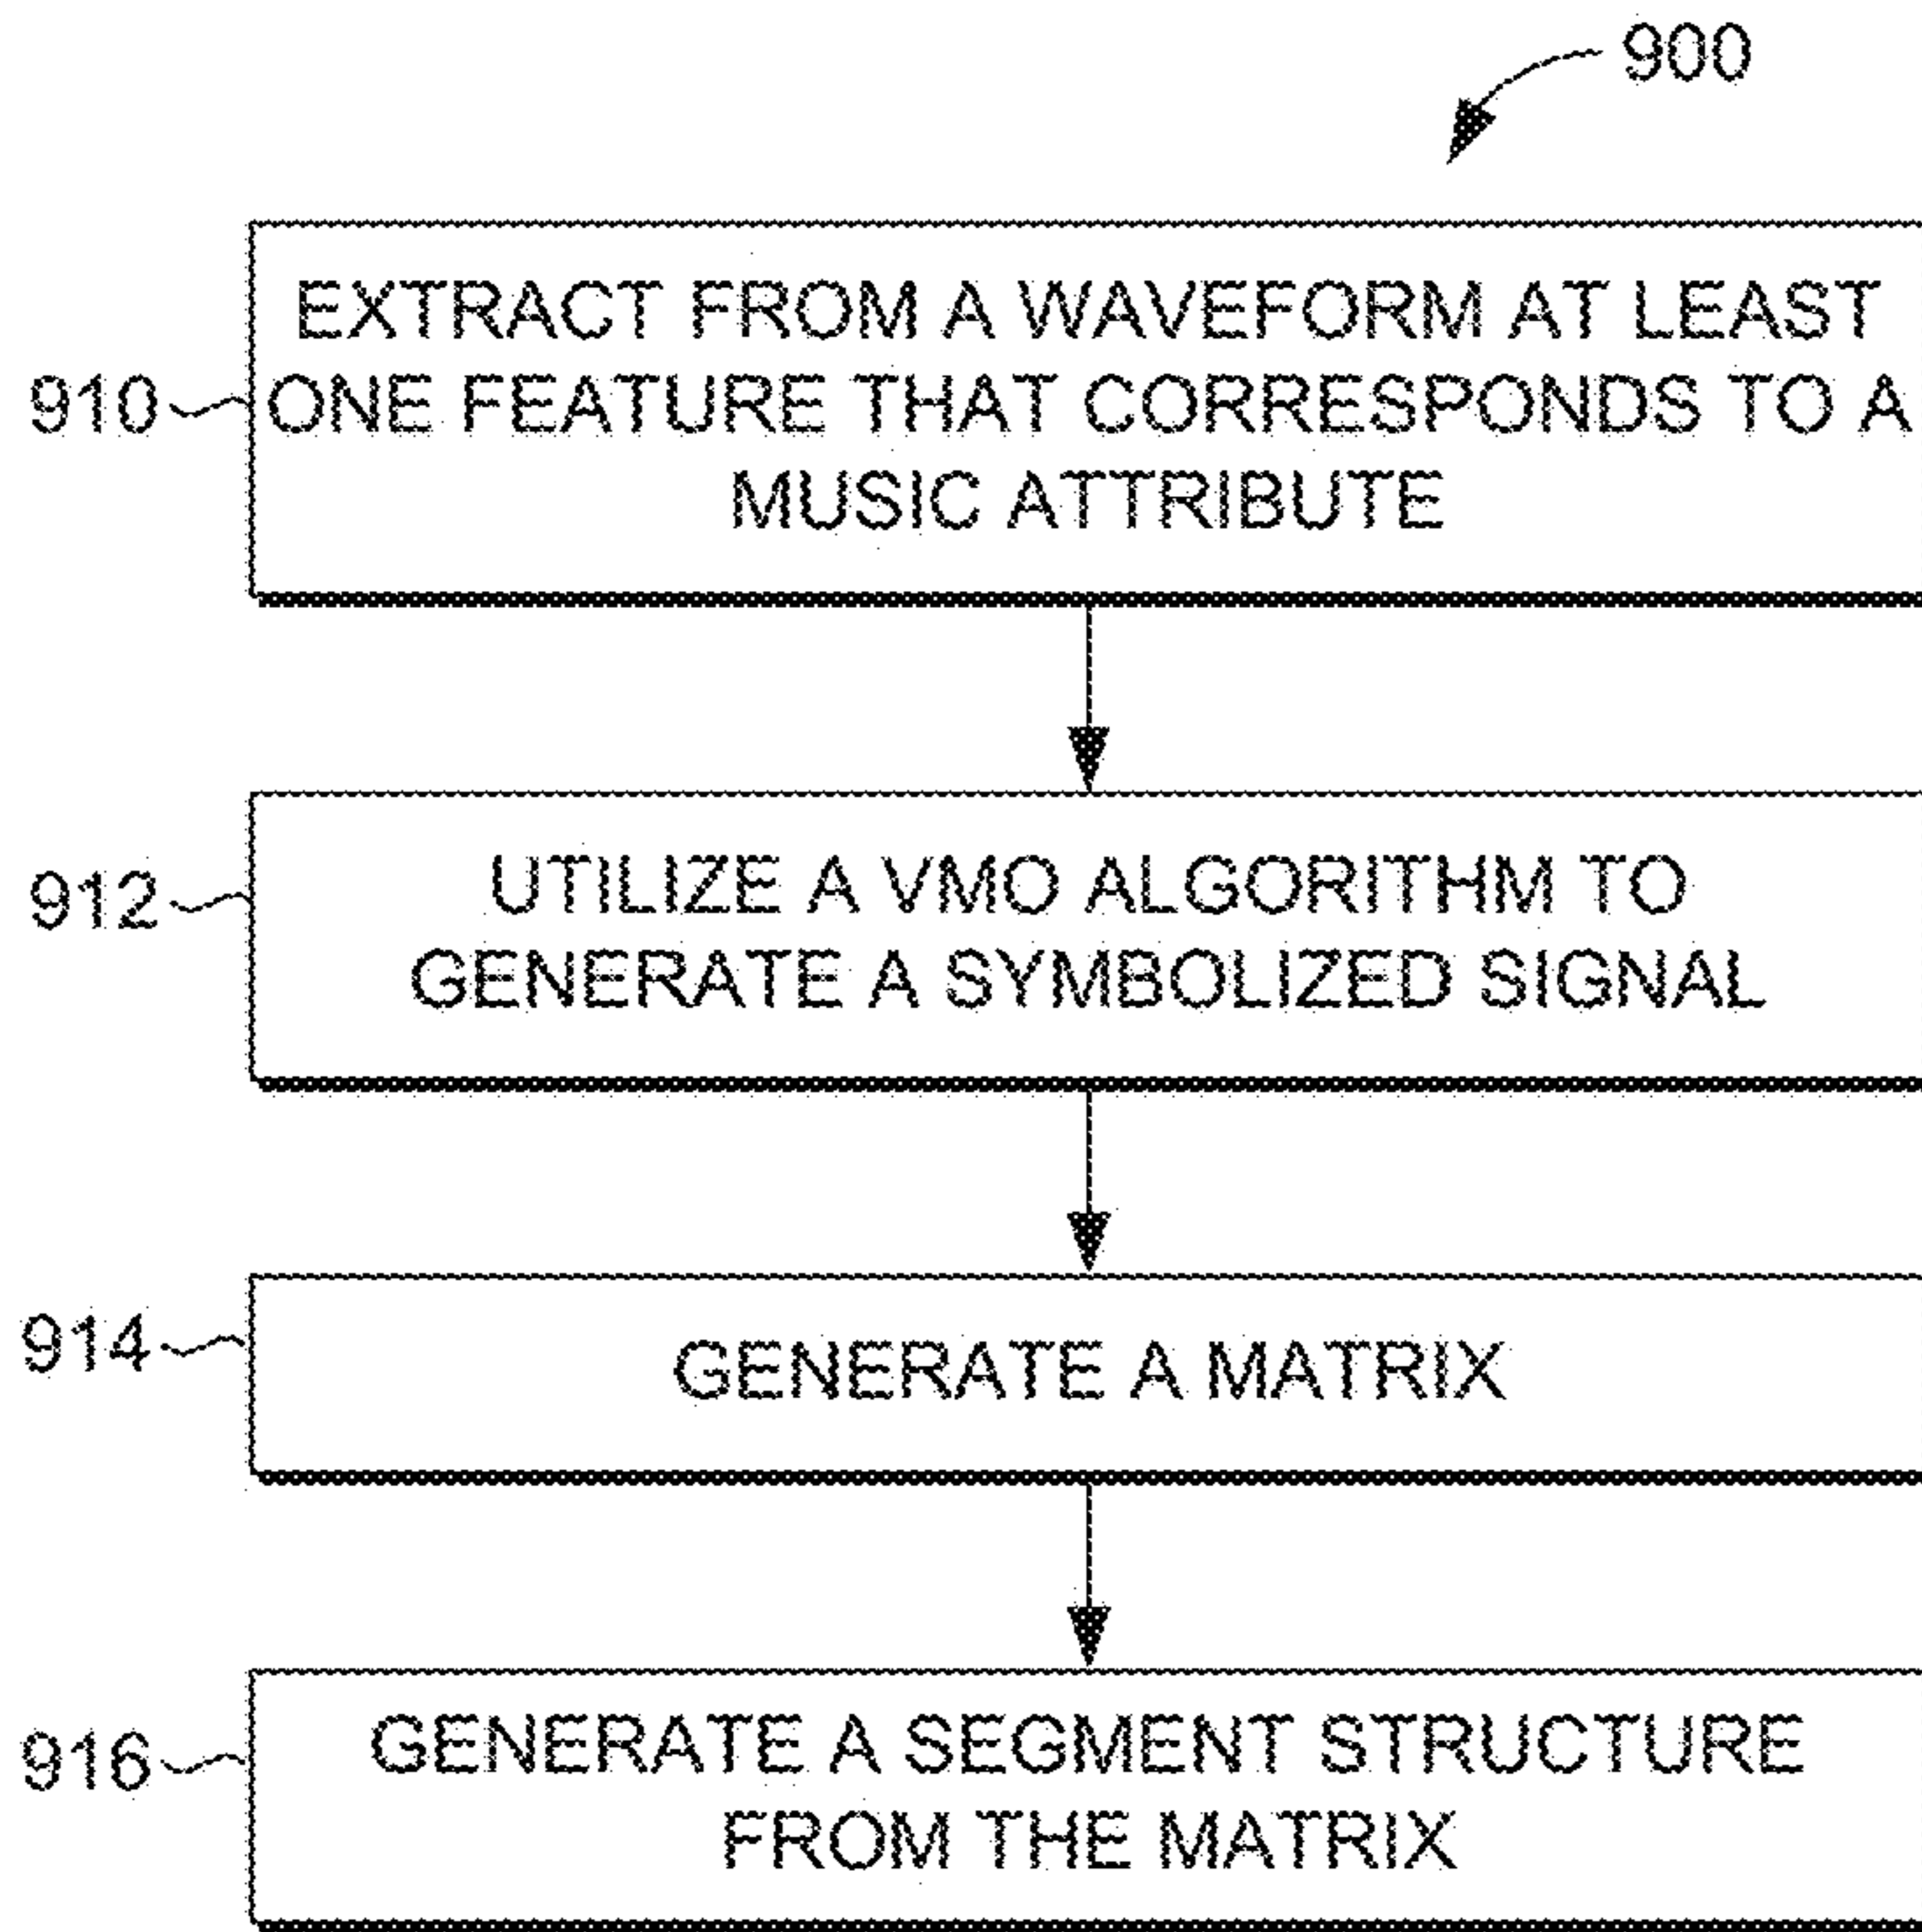 900
EXTRACT FROM A WAVEFORM AT LEAST
910 ONE FEATURE THAT CORRESPONDS TO A
MUSIC ATTRIBUTE
912
UTILIZE A VMO ALGORITHM TO
GENERATE A SYMBOLIZED SIGNAL
914
GENERATE A MATRIX
916
GENERATE A SEGMENT STRUCTURE
FROM THE MATRIX